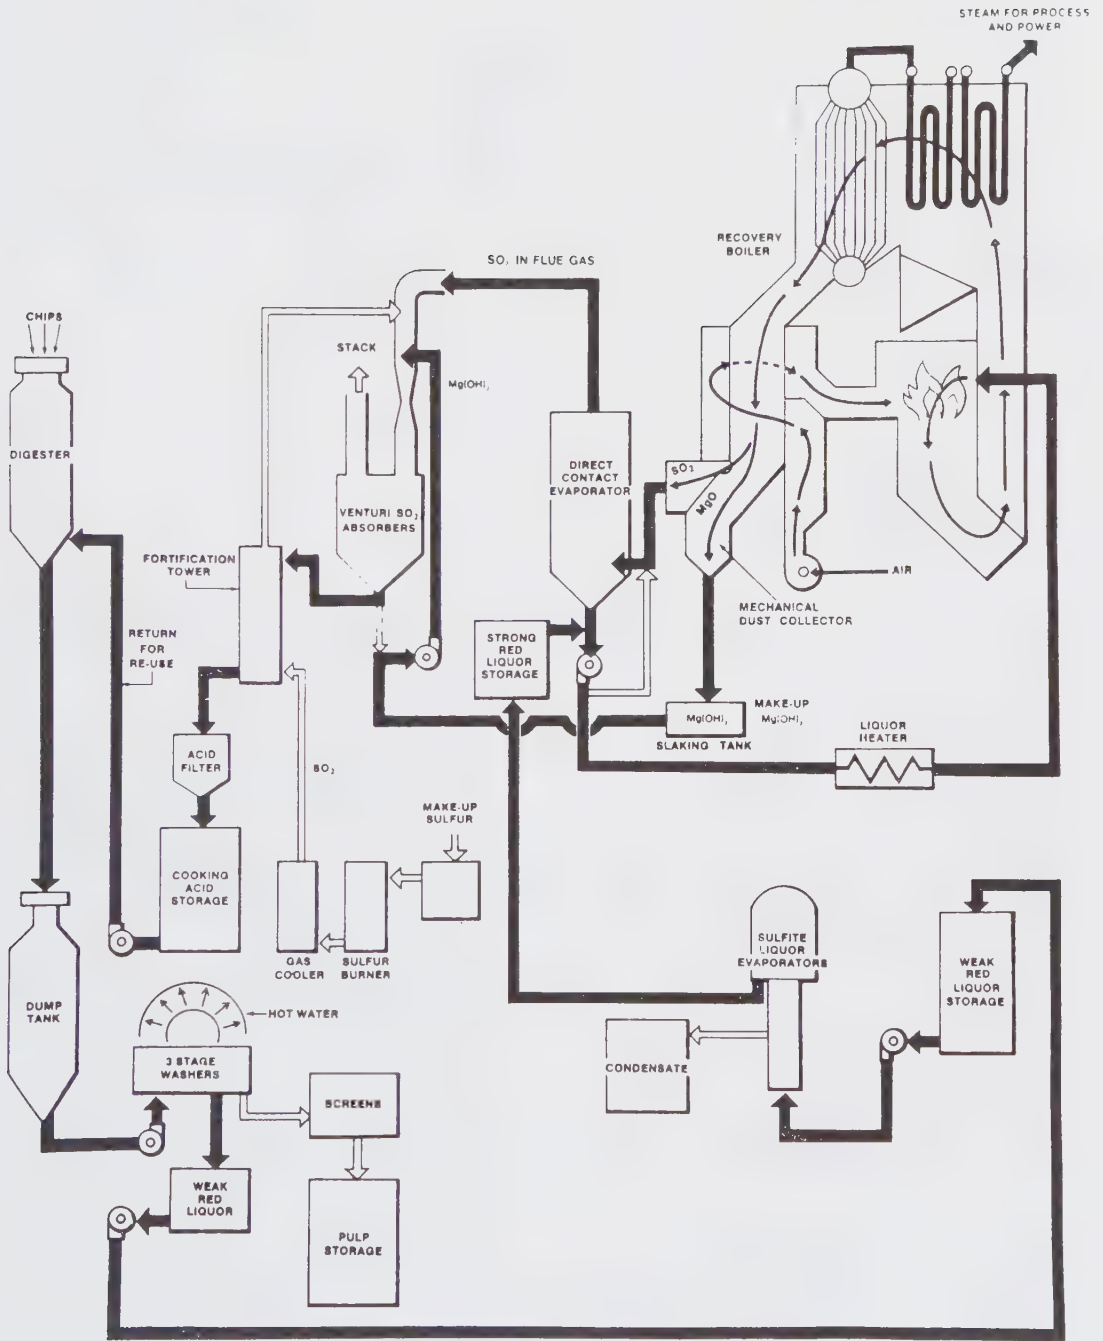 STEAM FOR PROCESS
AND POWER
RECOVERY
BOILER
SO₂ IN FLUE GAS
CHIPS
STACK
Mg(OH)₂
DIGESTER
DIRECT
CONTACT
EVAPORATOR
SO₂
MgO
VENTURI SO₂
ABSORBERS
FORTIFICATION
TOWER
AIR
MECHANICAL
DUST COLLECTOR
RETURN
FOR
RE-USE
STRONG
RED
LIQUOR
STORAGE
Mg(OH)₂
SLAKING TANK
MAKE-UP
Mg(OH)₂
LIQUOR
HEATER
ACID
FILTER
SO₂
MAKE-UP
SULFUR
COOKING
ACID
STORAGE
GAS
COOLER
SULFUR
BURNER
SULFITE
LIQUOR
EVAPORATORS
WEAK
RED
LIQUOR
STORAGE
DUMP
TANK
HOT WATER
3 STAGE
WASHERS
CONDENSATE
SCREENS
WEAK
RED
LIQUOR
PULP
STORAGE